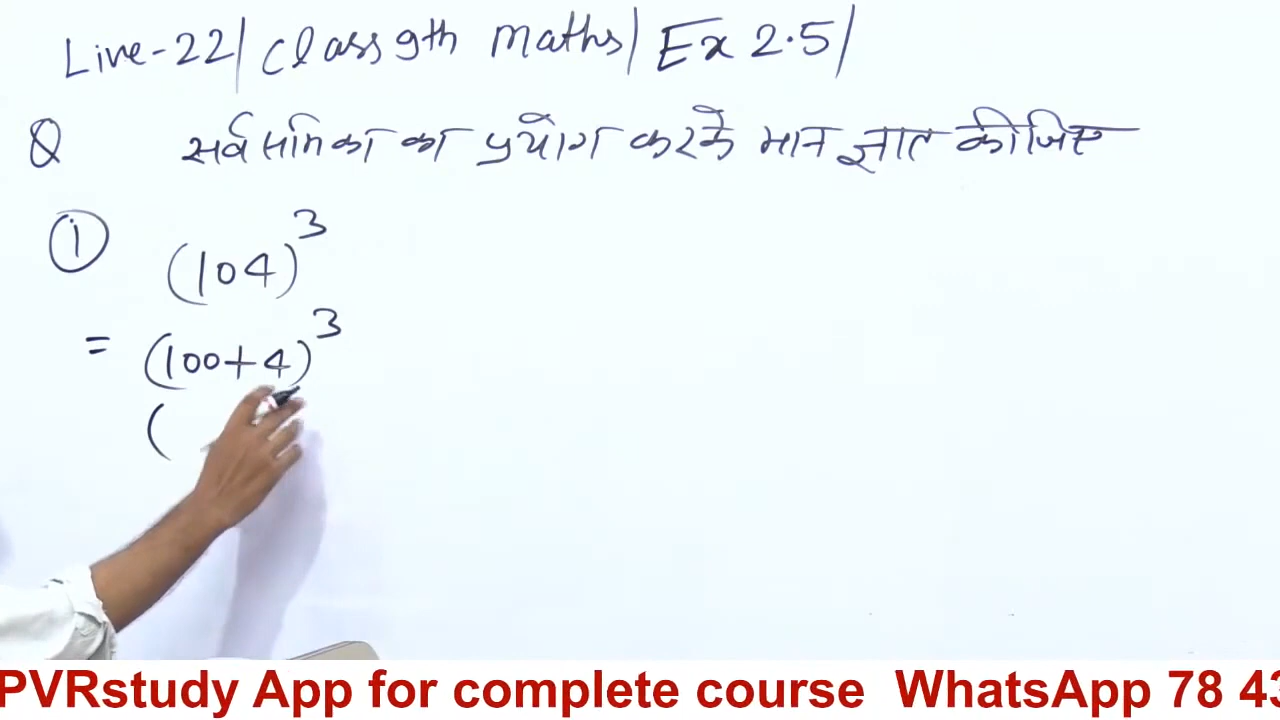 Live-22| Class 9th maths| Ex 2.5|
Q सर्वसमिका का प्रयोग करके मान ज्ञात कीजिए
① (104)³
= (100+4)³
(
PVRstudy App for complete course WhatsApp 78 43